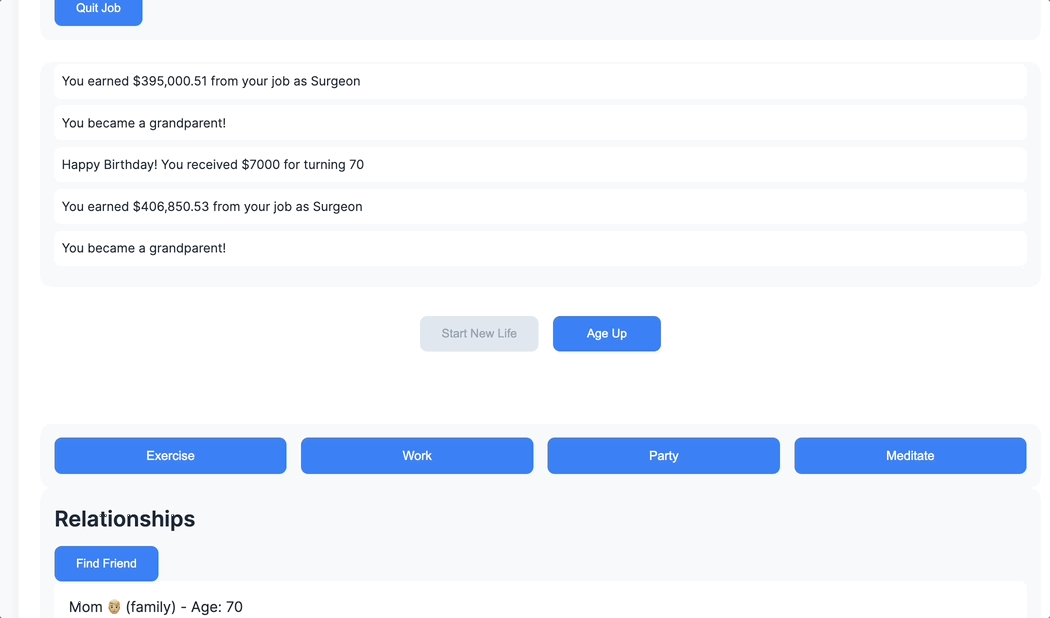 Quit Job
You earned $395,000.51 from your job as Surgeon
You became a grandparent!
Happy Birthday! You received $7000 for turning 70
You earned $406,850.53 from your job as Surgeon
You became a grandparent!
Start New Life Age Up
Exercise Work Party Meditate
Relationships
Find Friend
Mom 👴🏼 (family) - Age: 70